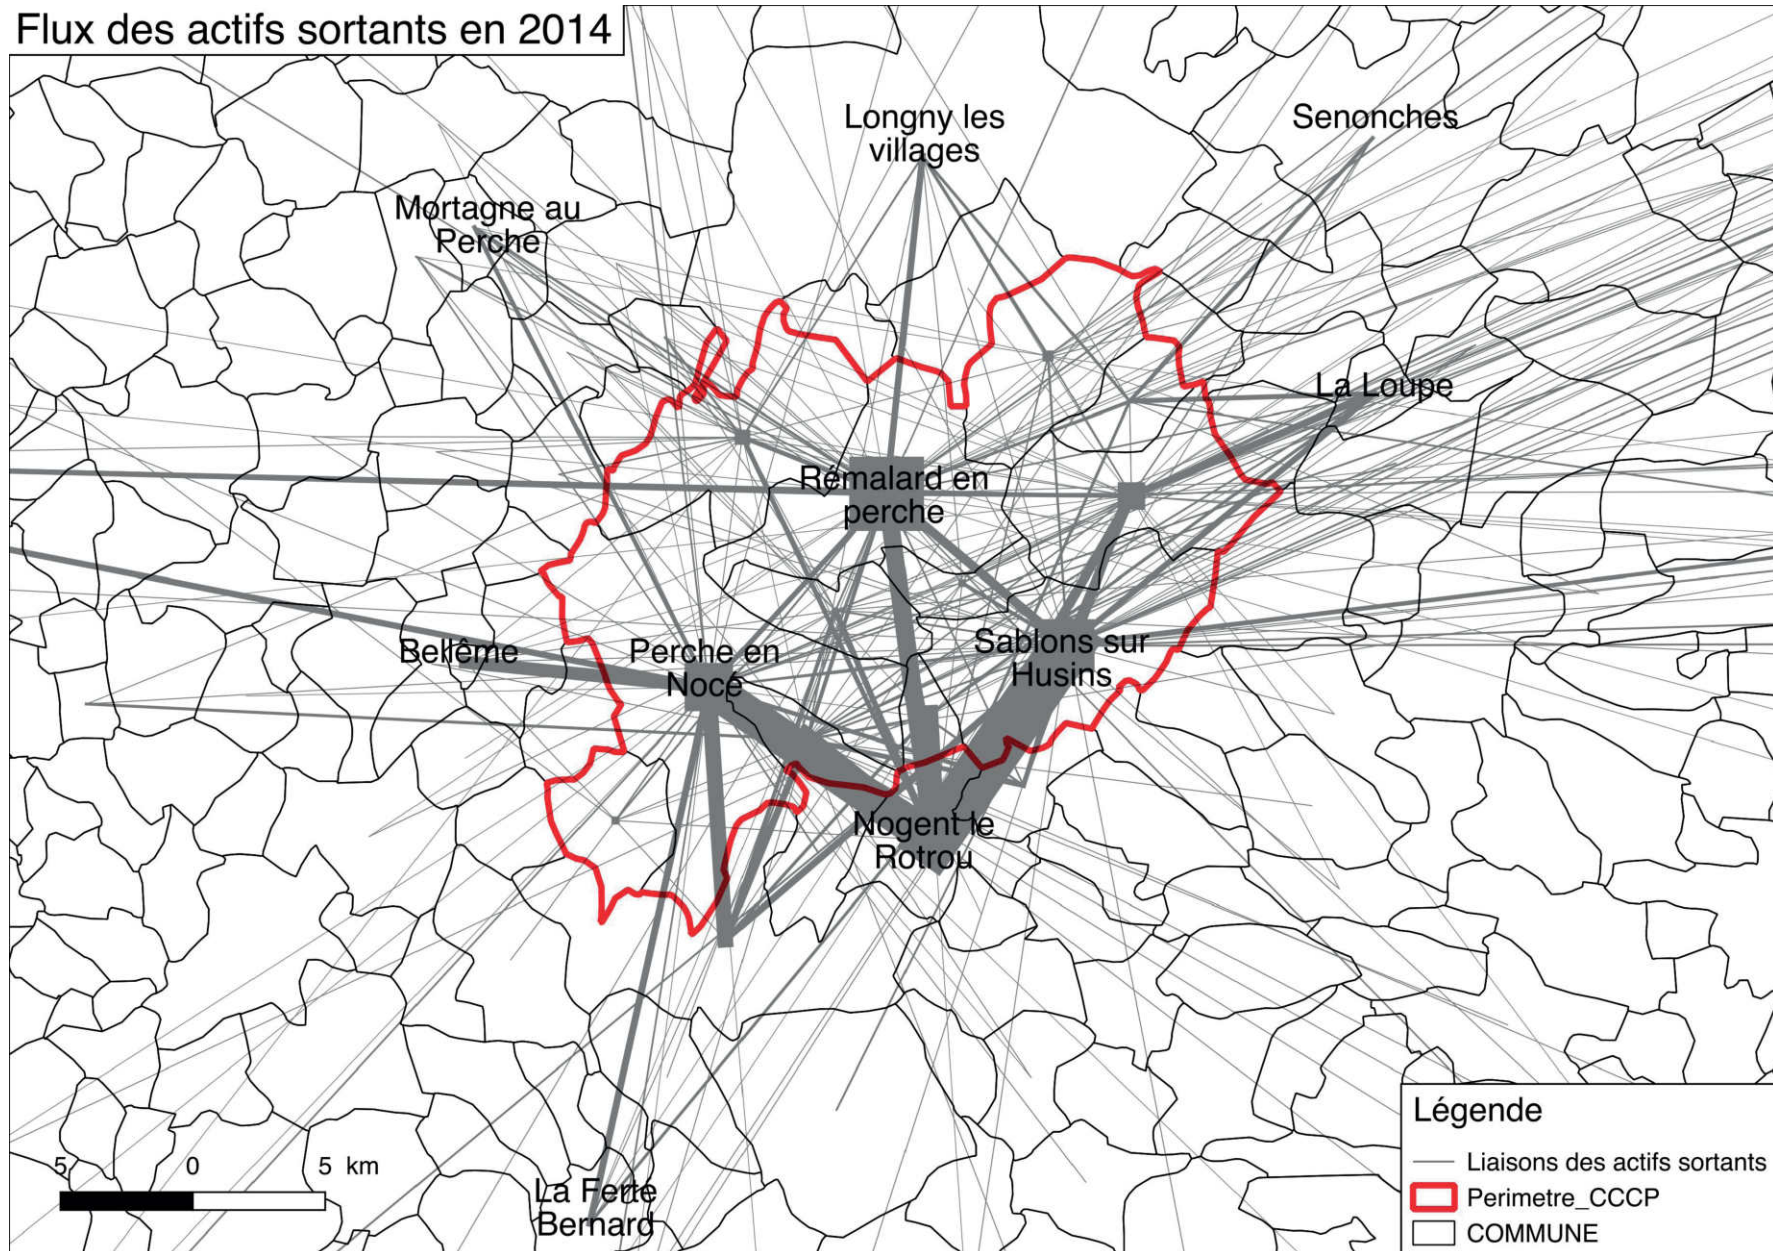 Flux des actifs sortants en 2014
Longny les
villages
Senonches
Mortagne au
Perche
La Loupe
Rémalard en
perche
Bellême
Perche en
Nocé
Sablons sur
Husins
Nogent le
Rotrou
La Ferte
Bernard
5 0 5 km
Légende
Liaisons des actifs sortants
Perimetre_CCCP
COMMUNE